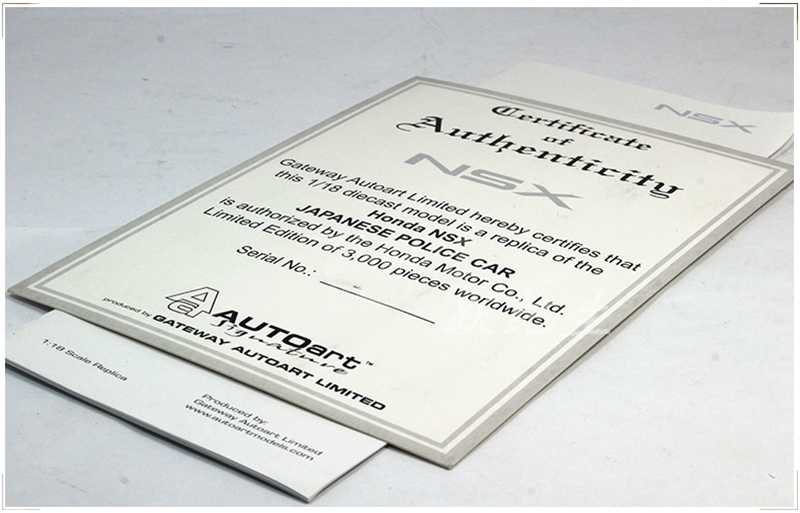 NSX
Certificate
of
Authenticity
NSX
Gateway Autoart Limited hereby certifies that
this 1/18 diecast model is a replica of the
Honda NSX
JAPANESE POLICE CAR
is authorized by the Honda Motor Co., Ltd.
Limited Edition of 3,000 pieces worldwide.
Serial No.:
AUTOart™
signature
produced by GATEWAY AUTOART LIMITED
1:18 Scale Replica
Produced by:
Gateway Autoart Limited
www.autoartmodels.com